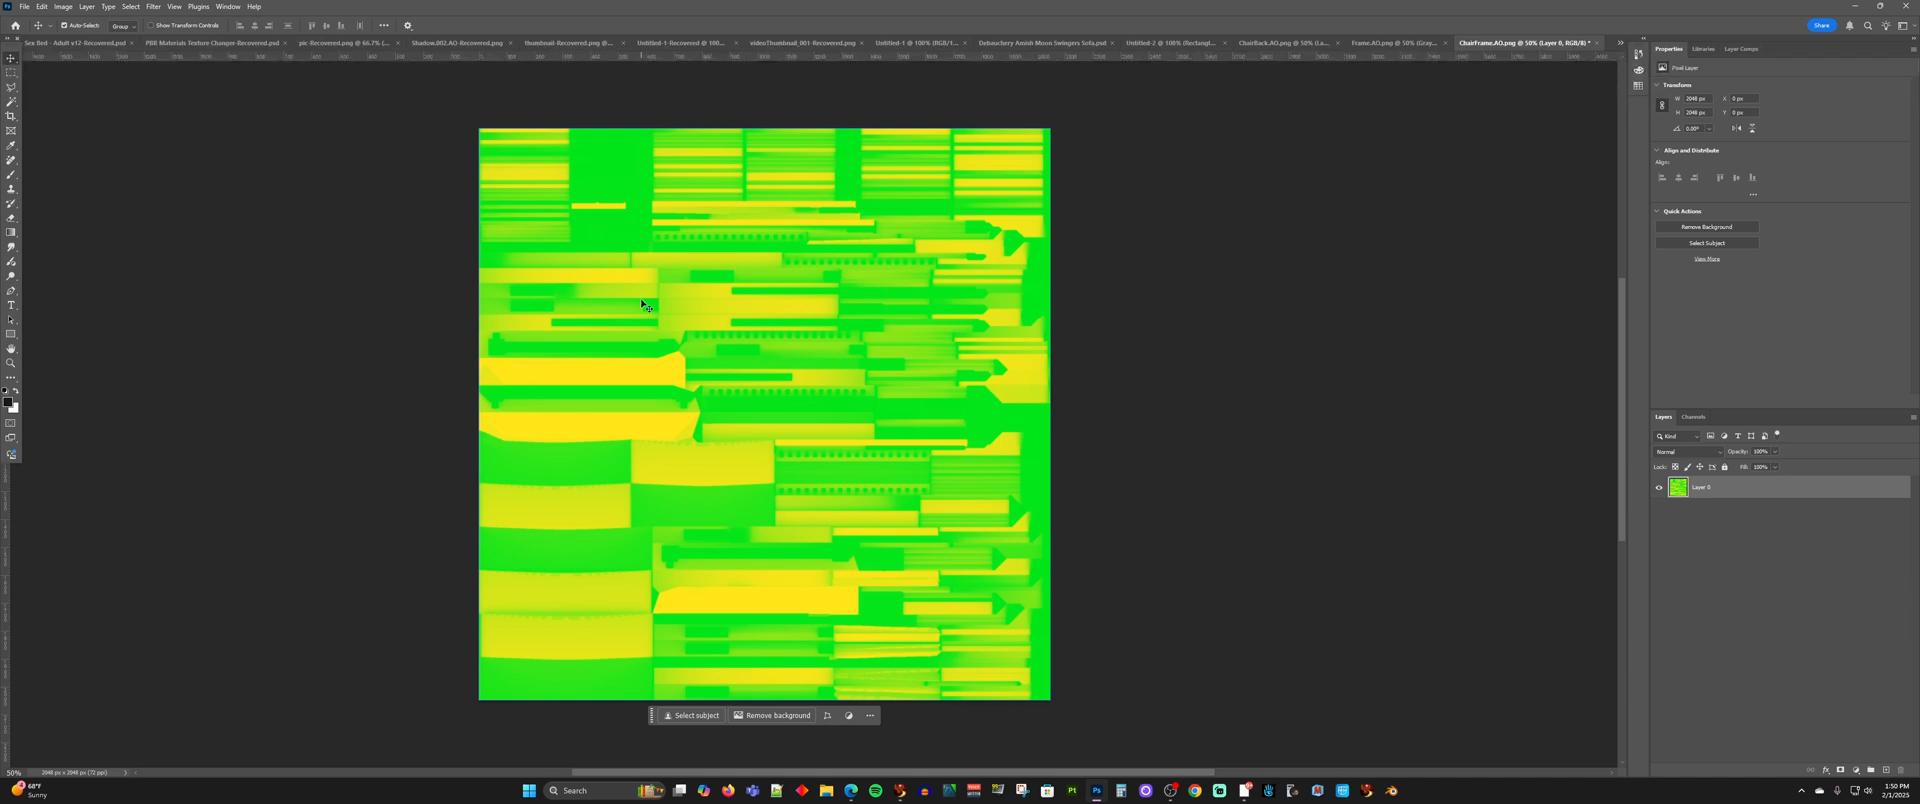 File Edit Image Layer Type Select Filter View Plugins Window Help
Auto-Select: Group Show Transform Controls Share
Sex Bed - Adult v12-Recovered.psd × PBR Materials Texture Changer-Recovered.psd × pic-Recovered.png @ 66.7% (... × Shadow.002.AO-Recovered.png × thumbnail-Recovered.png @... × Untitled-1-Recovered @ 100... × videoThumbnail_001-Recovered.png × Untitled-1 @ 100% (RGB/1... × Debauchery Amish Moon Swingers Sofa.psd × Untitled-2 @ 100% (Rectangl... × ChairBack.AO.png @ 50% (La... × Frame.AO.png @ 50% (Gray... × ChairFrame.AO.png @ 50% (Layer 0, RGB/8) * ×
Properties Libraries Layer Comps
Pixel Layer
Transform
W 2048 px X 0 px
H 2048 px Y 0 px
0.00°
Align and Distribute
Align:
Quick Actions
Remove Background
Select Subject
View More
Layers Channels
Kind
Normal Opacity: 100%
Lock: Fill: 100%
Layer 0
Select subject Remove background
50% 2048 px x 2048 px (72 ppi)
68°F
Sunny
Search
1:50 PM
2/1/2025